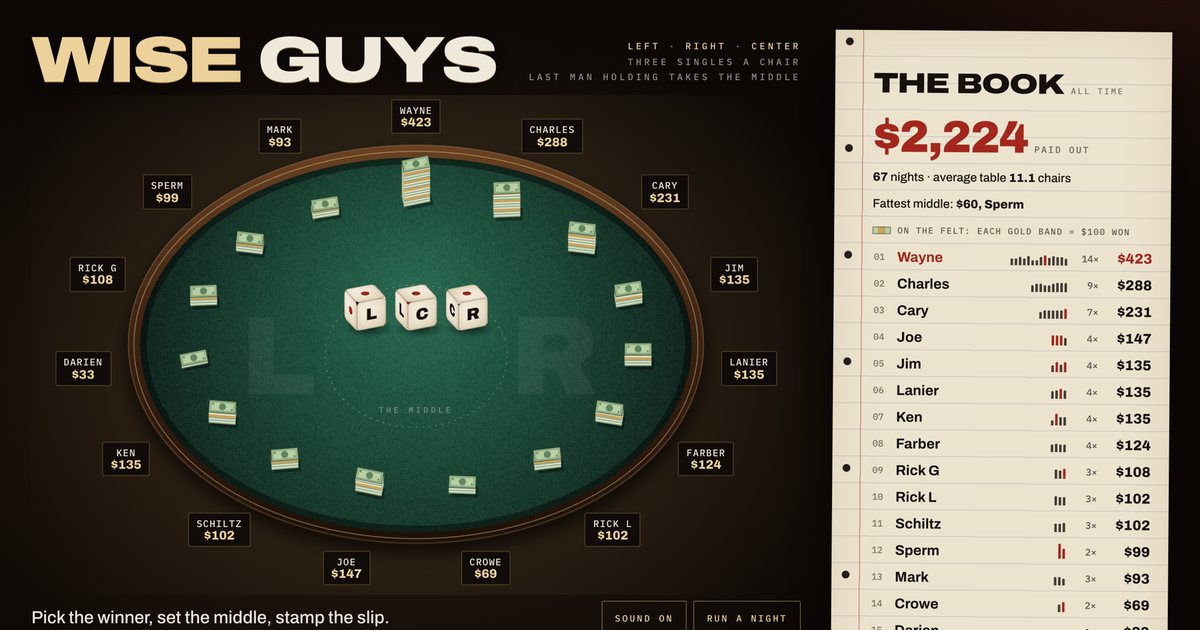 WISE GUYS
LEFT · RIGHT · CENTER
THREE SINGLES A CHAIR
LAST MAN HOLDING TAKES THE MIDDLE
WAYNE
$423
MARK
$93
CHARLES
$288
SPERM
$99
CARY
$231
RICK G
$108
JIM
$135
DARIEN
$33
LANIER
$135
KEN
$135
FARBER
$124
SCHILTZ
$102
RICK L
$102
JOE
$147
CROWE
$69
L
L C
C R
L R
THE MIDDLE
Pick the winner, set the middle, stamp the slip.
SOUND ON
RUN A NIGHT
THE BOOK ALL TIME
$2,224 PAID OUT
67 nights · average table 11.1 chairs
Fastest middle: $60, Sperm
ON THE FELT: EACH GOLD BAND = $100 WON
01 Wayne 14× $423
02 Charles 9× $288
03 Cary 7× $231
04 Joe 4× $147
05 Jim 4× $135
06 Lanier 4× $135
07 Ken 4× $135
08 Farber 4× $124
09 Rick G 3× $108
10 Rick L 3× $102
11 Schiltz 3× $102
12 Sperm 2× $99
13 Mark 3× $93
14 Crowe 2× $69